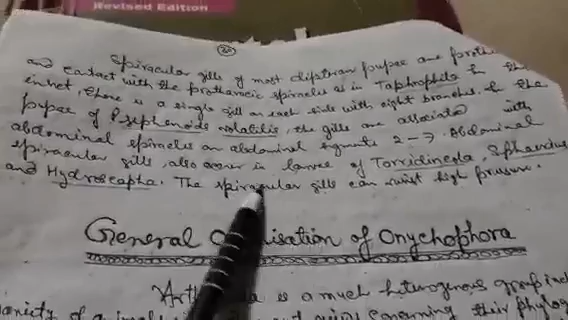 Revised Edition
Spiracular gills of most dipteran pupae are
and contact with the prothoracic spiracles as in Taphrophila. In the
insect, there is a single gill on each side with eight branches. In the
pupae of Psephenoids volatilis, the gills are associated with
abdominal spiracles on abdominal segments 2-7. Abdominal
spiracular gills, also occur in larvae of Torridincola, Sphaerius
and Hydroscapha. The spiracular gills can resist high pressure.
General Organisation of Onychophora
is a much heterogenous group